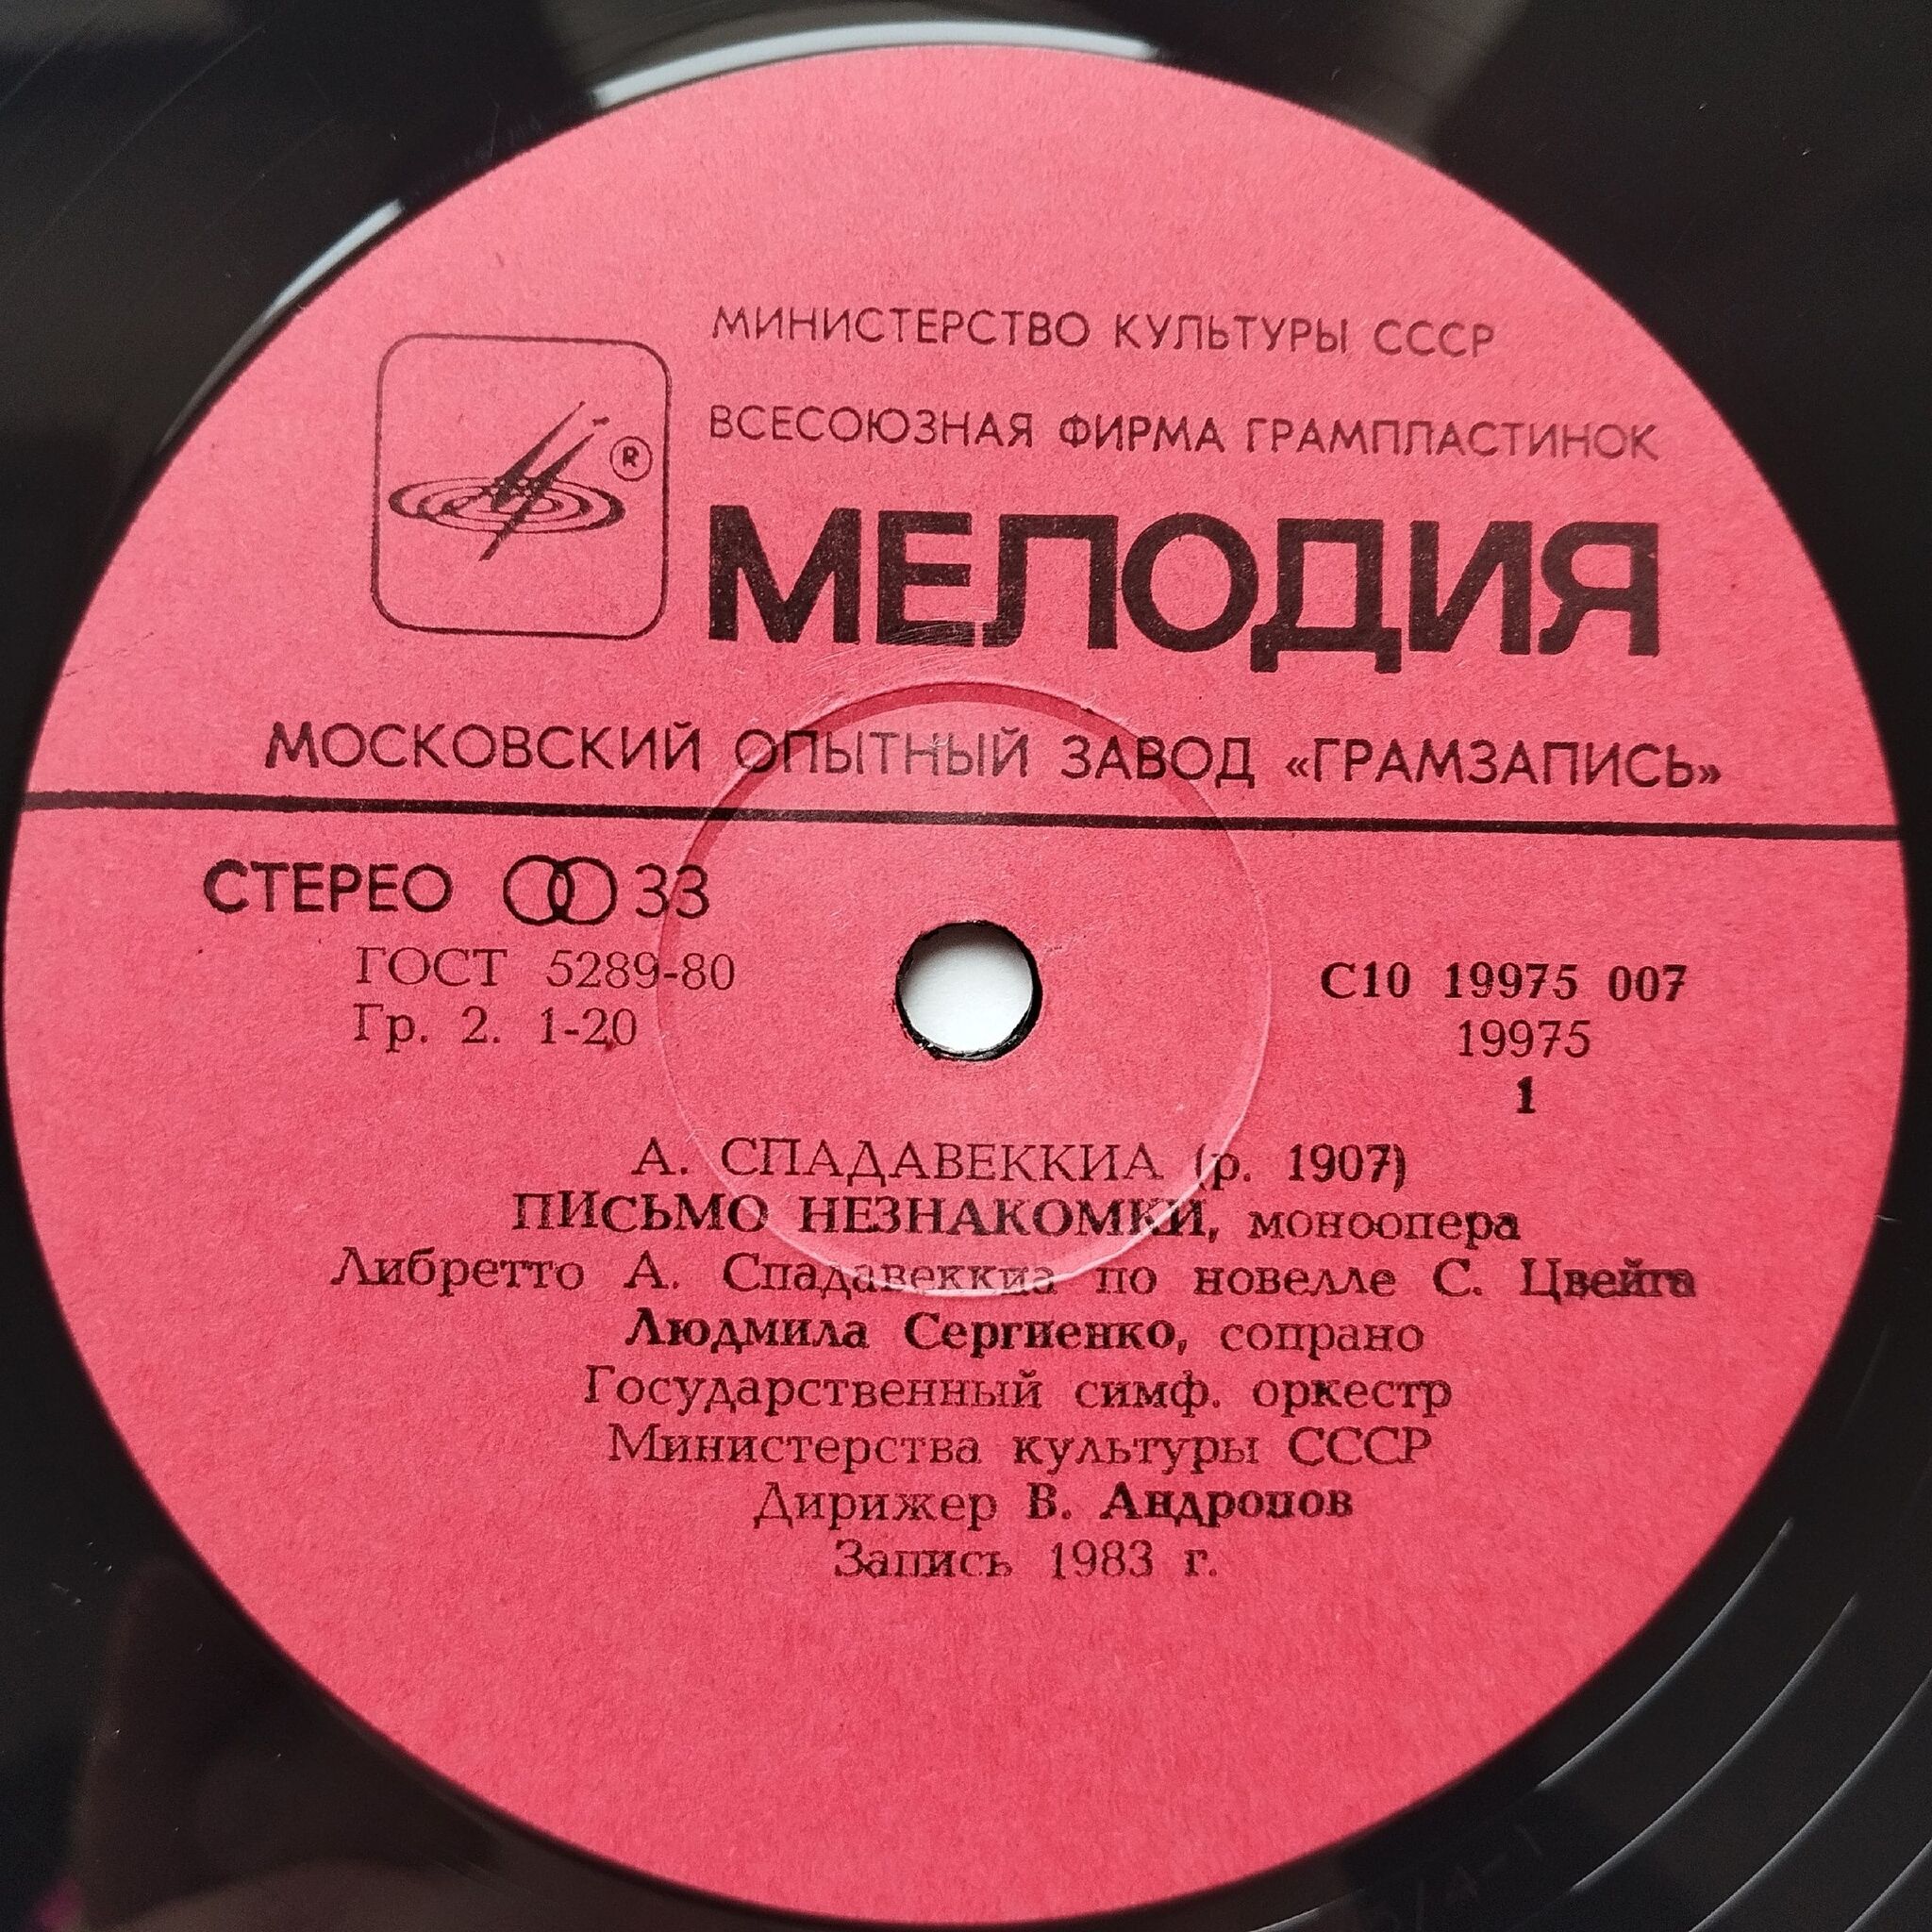 МИНИСТЕРСТВО КУЛЬТУРЫ СССР
ВСЕСОЮЗНАЯ ФИРМА ГРАМПЛАСТИНОК
®
МЕЛОДИЯ
МОСКОВСКИЙ ОПЫТНЫЙ ЗАВОД «ГРАМЗАПИСЬ»
СТЕРЕО 33
ГОСТ 5289-80
Гр. 2. 1-20
С10 19975 007
19975
1
А. СПАДАВЕККИА (р. 1907)
ПИСЬМО НЕЗНАКОМКИ, моноопера
Либретто А. Спадавеккиа по новелле С. Цвейга
Людмила Сергиенко, сопрано
Государственный симф. оркестр
Министерства культуры СССР
Дирижер В. Андропов
Запись 1983 г.